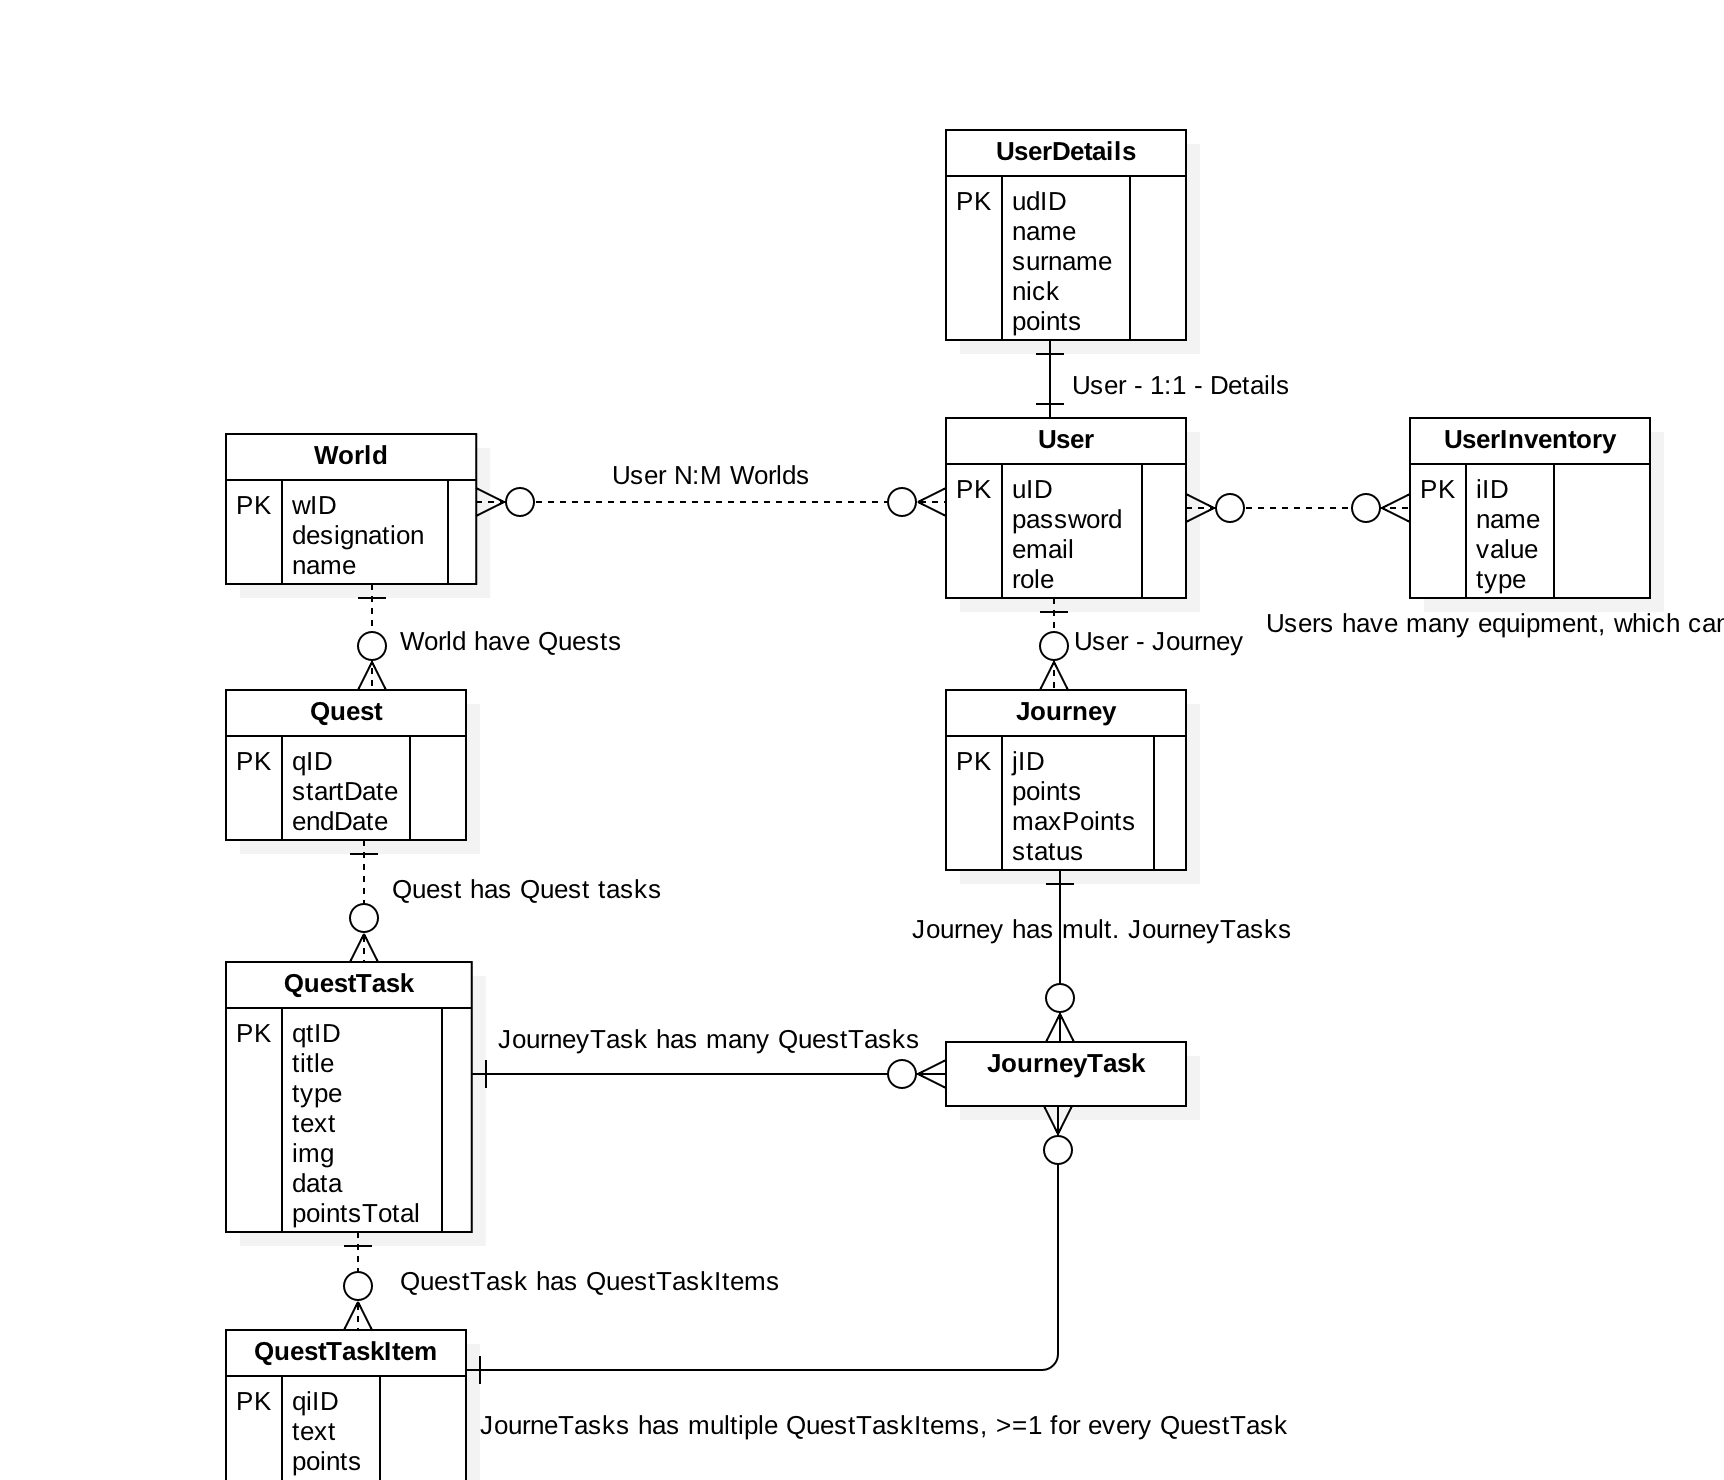 UserDetails
PK udID
name
surname
nick
points
User - 1:1 - Details
World
PK wID
designation
name
User N:M Worlds
User
PK uID
password
email
role
UserInventory
PK iID
name
value
type
Users have many equipment, which can
World have Quests
User - Journey
Quest
PK qID
startDate
endDate
Journey
PK jID
points
maxPoints
status
Quest has Quest tasks
Journey has mult. JourneyTasks
QuestTask
PK qtID
title
type
text
img
data
pointsTotal
JourneyTask has many QuestTasks
JourneyTask
QuestTask has QuestTaskItems
QuestTaskItem
PK qiID
text
points
JourneTasks has multiple QuestTaskItems, >=1 for every QuestTask